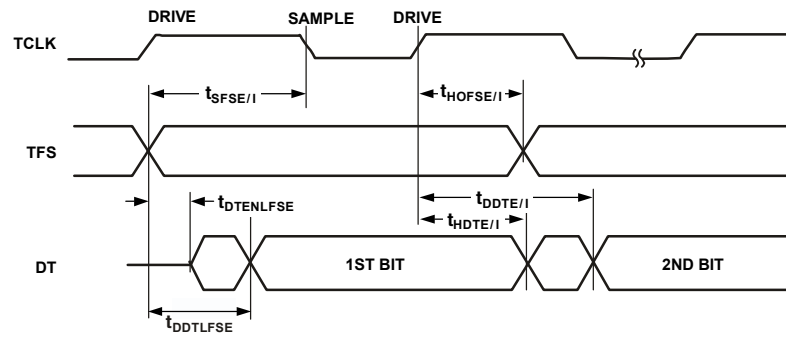 DRIVE SAMPLE DRIVE
TCLK
tSFSE/I tHOFSE/I
TFS
tDTENLFSE tDDTE/I
tHDTE/I
DT 1ST BIT 2ND BIT
tDDTLFSE